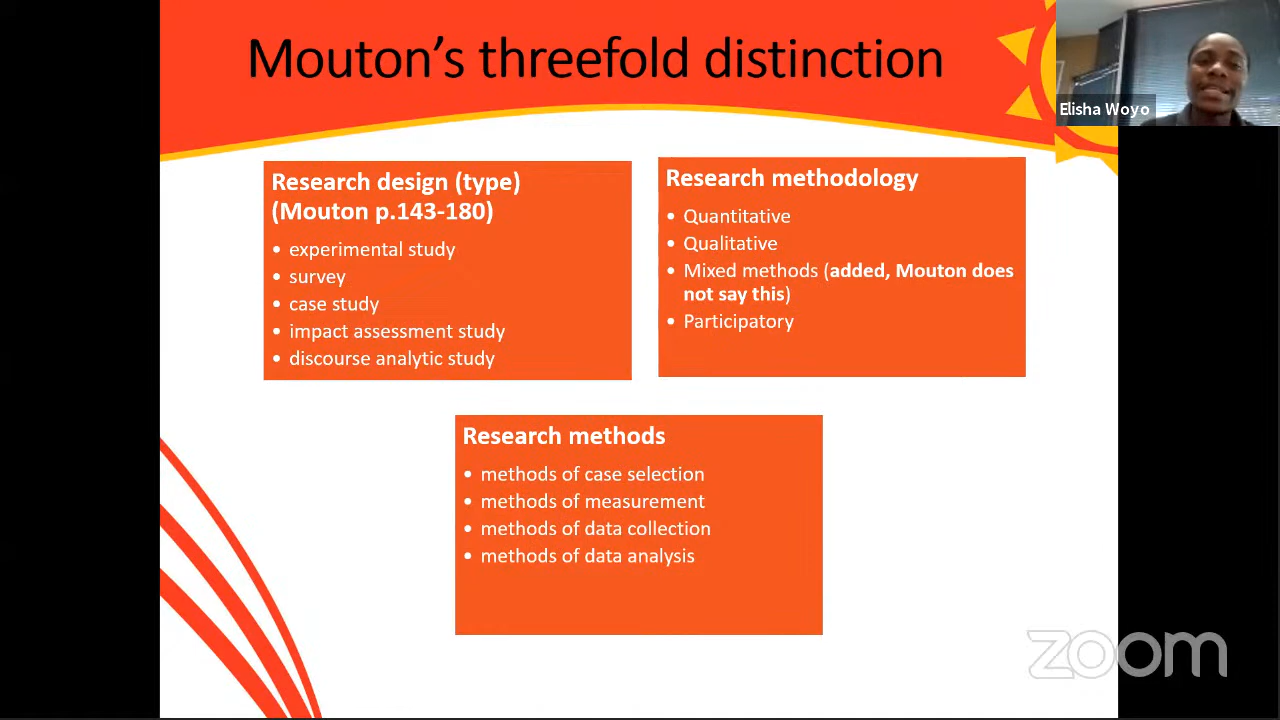 Mouton's threefold distinction
Elisha Woyo
Research design (type)
(Mouton p.143-180)
• experimental study
• survey
• case study
• impact assessment study
• discourse analytic study
Research methodology
• Quantitative
• Qualitative
• Mixed methods (added, Mouton does
not say this)
• Participatory
Research methods
• methods of case selection
• methods of measurement
• methods of data collection
• methods of data analysis
zoom